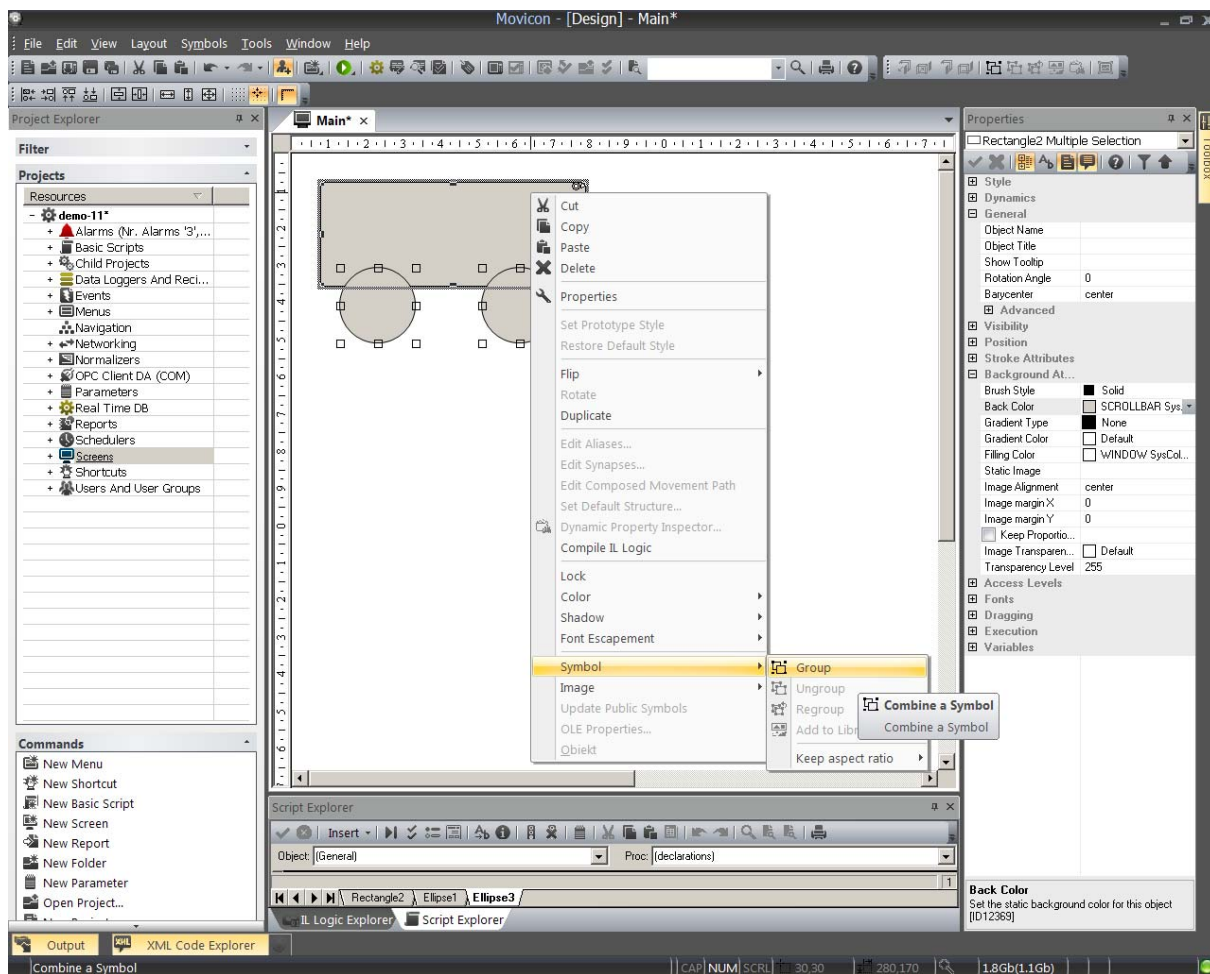 Movicon - [Design] - Main*
File Edit View Layout Symbols Tools Window Help
Project Explorer
Filter
Projects
Resources
demo-11*
Alarms (Nr. Alarms '3',...
Basic Scripts
Child Projects
Data Loggers And Reci...
Events
Menus
Navigation
Networking
Normalizers
OPC Client DA (COM)
Parameters
Real Time DB
Reports
Schedulers
Screens
Shortcuts
Users And User Groups
Commands
New Menu
New Shortcut
New Basic Script
New Screen
New Report
New Folder
New Parameter
Open Project...
Main*
Cut
Copy
Paste
Delete
Properties
Set Prototype Style
Restore Default Style
Flip
Rotate
Duplicate
Edit Aliases...
Edit Synapses...
Edit Composed Movement Path
Set Default Structure...
Dynamic Property Inspector...
Compile IL Logic
Lock
Color
Shadow
Font Escapement
Symbol
Image
Update Public Symbols
OLE Properties...
Obiekt
Group
Ungroup
Regroup
Add to Libr
Keep aspect ratio
Combine a Symbol
Combine a Symbol
Script Explorer
Insert
Object: (General) Proc: (declarations)
1
Rectangle2 Ellipse1 Ellipse3
IL Logic Explorer Script Explorer
Properties
Rectangle2 Multiple Selection
Style
Dynamics
General
Object Name
Object Title
Show Tooltip
Rotation Angle 0
Barycenter center
Advanced
Visibility
Position
Stroke Attributes
Background At...
Brush Style Solid
Back Color SCROLLBAR Sys.
Gradient Type None
Gradient Color Default
Filling Color WINDOW SysCol...
Static Image
Image Alignment center
Image margin X 0
Image margin Y 0
Keep Proportio...
Image Transparen... Default
Transparency Level 255
Access Levels
Fonts
Dragging
Execution
Variables
Back Color
Set the static background color for this object
[ID12369]
TOOLBOX
Output XML Code Explorer
Combine a Symbol CAP NUM SCRL 30,30 280,170 1.8Gb(1.1Gb)